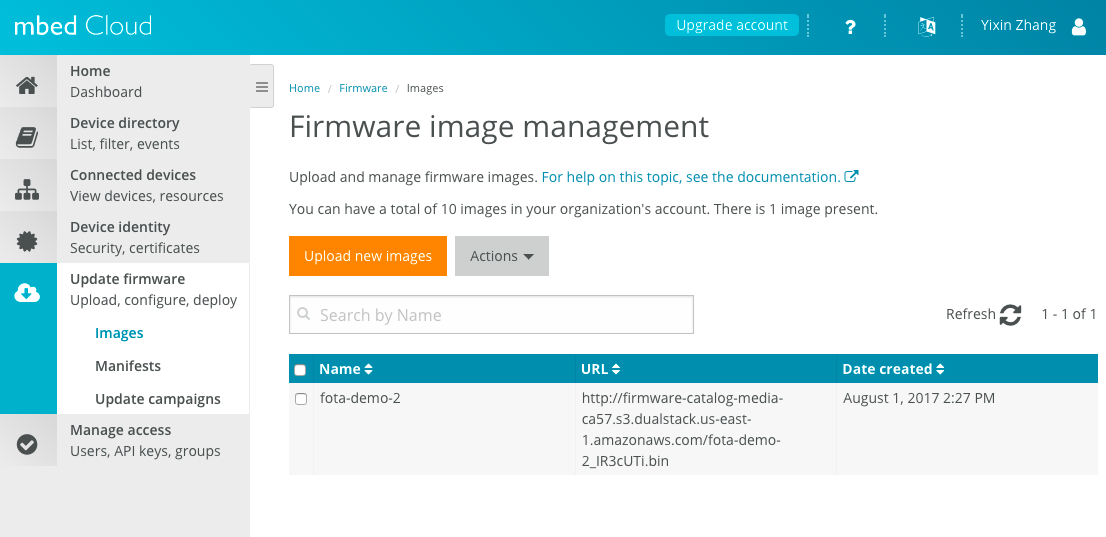 mbed Cloud
Upgrade account
?
Yixin Zhang
Home
Dashboard
Device directory
List, filter, events
Connected devices
View devices, resources
Device identity
Security, certificates
Update firmware
Upload, configure, deploy
Images
Manifests
Update campaigns
Manage access
Users, API keys, groups
Home / Firmware / Images
Firmware image management
Upload and manage firmware images. For help on this topic, see the documentation.
You can have a total of 10 images in your organization's account. There is 1 image present.
Upload new images
Actions
Search by Name
Refresh
1 - 1 of 1
Name URL Date created
fota-demo-2
http://firmware-catalog-media-
ca57.s3.dualstack.us-east-
1.amazonaws.com/fota-demo-
2_IR3cUTi.bin
August 1, 2017 2:27 PM